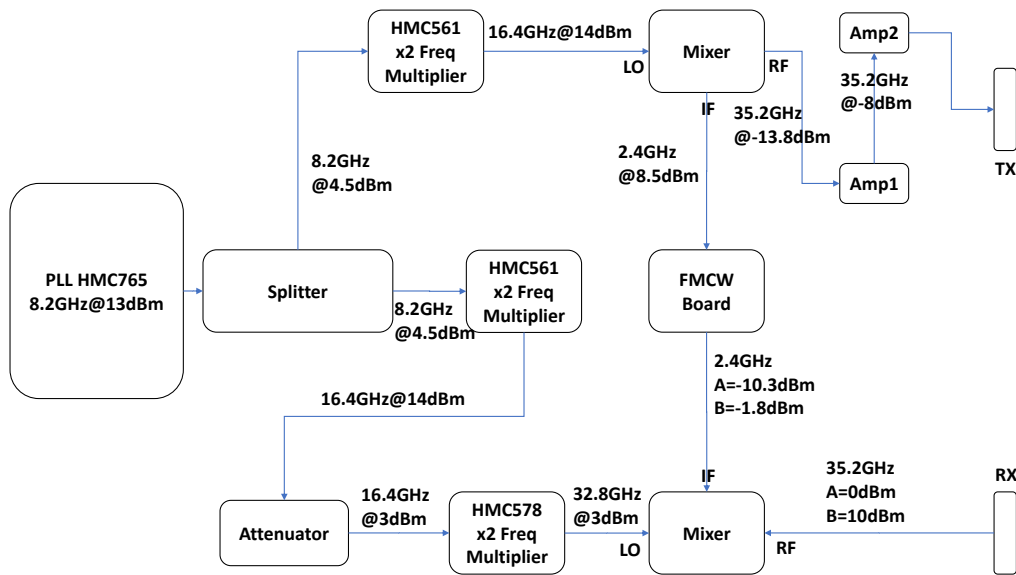 HMC561
x2 Freq
Multiplier
16.4GHz@14dBm
LO
Mixer
RF
IF
Amp2
35.2GHz
@-8dBm
35.2GHz
@-13.8dBm
Amp1
TX
8.2GHz
@4.5dBm
2.4GHz
@8.5dBm
PLL HMC765
8.2GHz@13dBm
Splitter
8.2GHz
@4.5dBm
HMC561
x2 Freq
Multiplier
FMCW
Board
16.4GHz@14dBm
2.4GHz
A=-10.3dBm
B=-1.8dBm
Attenuator
16.4GHz
@3dBm
HMC578
x2 Freq
Multiplier
32.8GHz
@3dBm
LO
IF
Mixer
RF
35.2GHz
A=0dBm
B=10dBm
RX